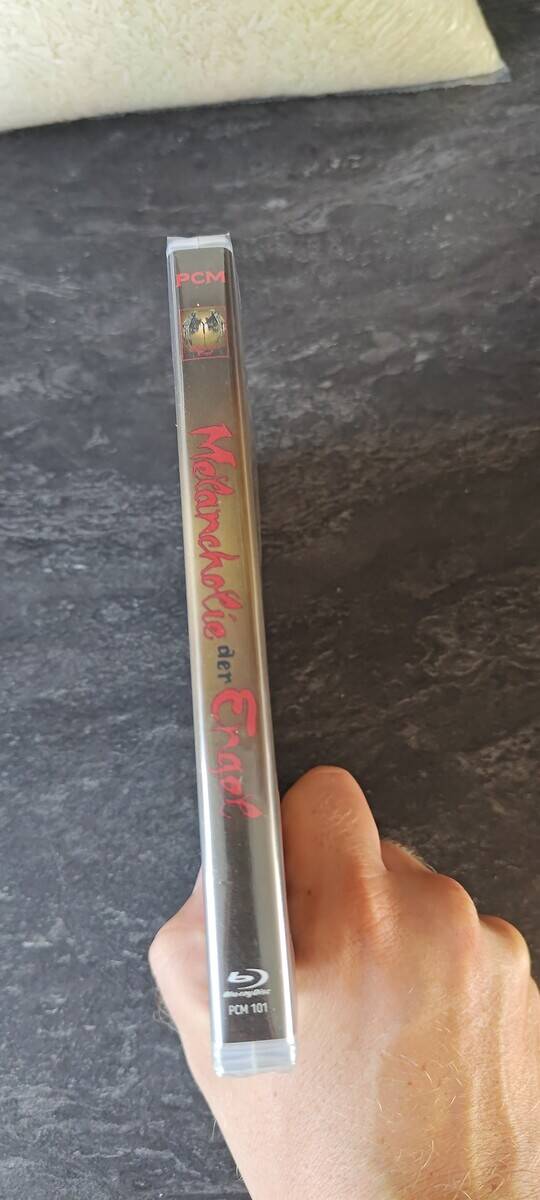 PCM
Melancholie der Engel
Blu-ray Disc
PCM 101